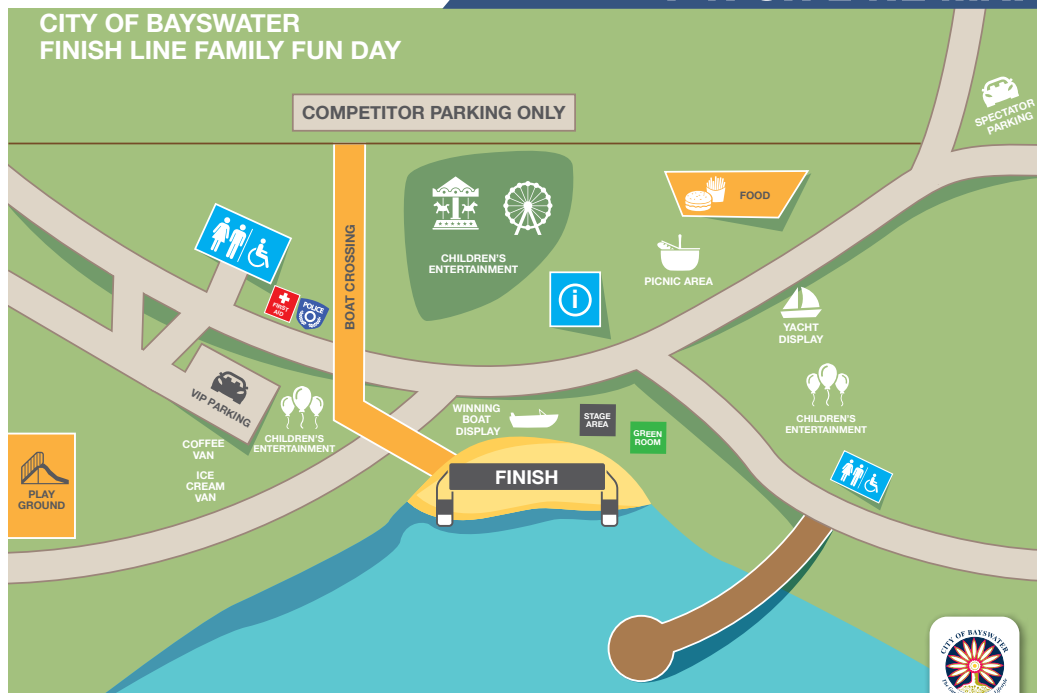 CITY OF BAYSWATER
FINISH LINE FAMILY FUN DAY
COMPETITOR PARKING ONLY
SPECTATOR
PARKING
FOOD
BOAT CROSSING
CHILDREN'S
ENTERTAINMENT
PICNIC AREA
i
FIRST
AID
POLICE
YACHT
DISPLAY
VIP PARKING
CHILDREN'S
ENTERTAINMENT
WINNING
BOAT
DISPLAY
STAGE
AREA
GREEN
ROOM
CHILDREN'S
ENTERTAINMENT
COFFEE
VAN
ICE
CREAM
VAN
PLAY
GROUND
FINISH
CITY OF BAYSWATER